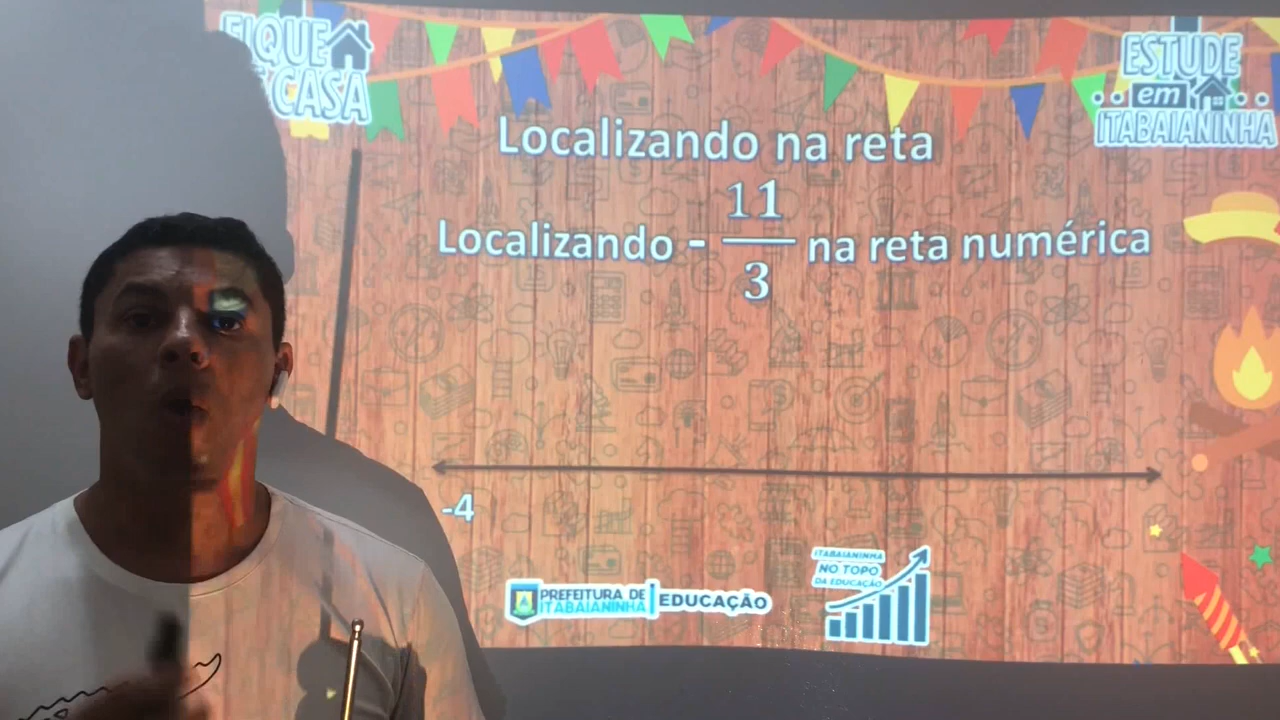 FIQUE
CASA
ESTUDE
em
ITABAIANINHA
Localizando na reta
Localizando - 11/3 na reta numérica
-4
PREFEITURA DE
ITABAIANINHA
EDUCAÇÃO
ITABAIANINHA
NO TOPO
DA EDUCAÇÃO